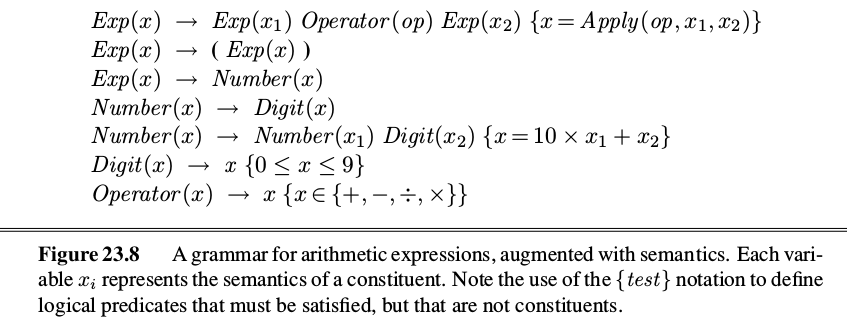 Exp(x) → Exp(x₁) Operator(op) Exp(x₂) {x = Apply(op, x₁, x₂)}
Exp(x) → ( Exp(x) )
Exp(x) → Number(x)
Number(x) → Digit(x)
Number(x) → Number(x₁) Digit(x₂) {x = 10 × x₁ + x₂}
Digit(x) → x {0 ≤ x ≤ 9}
Operator(x) → x {x ∈ {+, −, ÷, ×}}
Figure 23.8 A grammar for arithmetic expressions, augmented with semantics. Each vari-
able xᵢ represents the semantics of a constituent. Note the use of the {test} notation to define
logical predicates that must be satisfied, but that are not constituents.